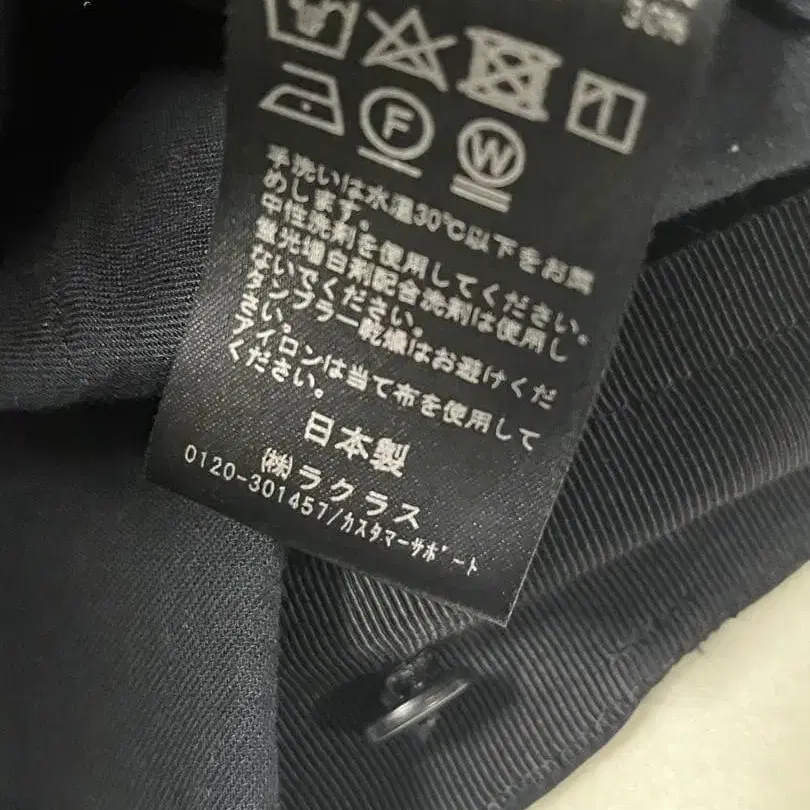 36%
F
W
手洗いは水温30℃以下をお薦
めします。
中性洗剤を使用してください。
蛍光増白剤配合洗剤は使用し
ないでください。
タンブラー乾燥はお避けくだ
さい。
アイロンは当て布を使用して
ください。
日本製
(株)ラクラス
0120-301457/カスタマーサポート